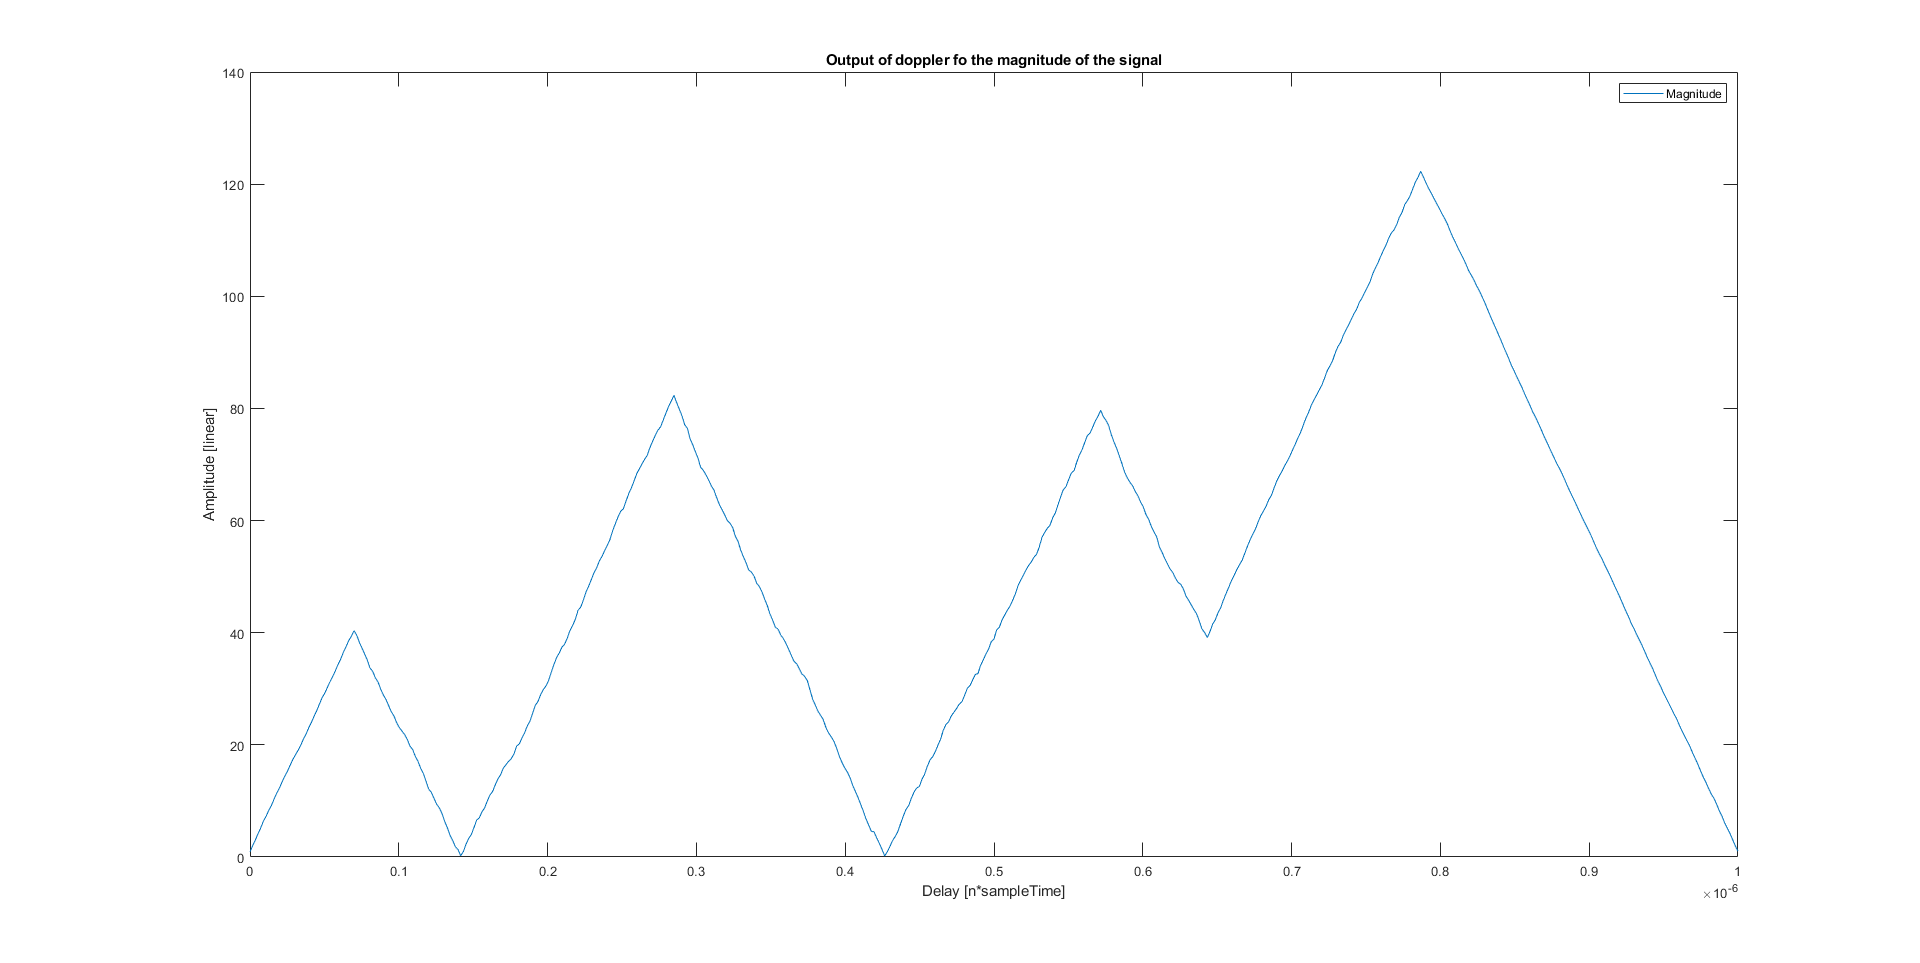 Output of doppler fo the magnitude of the signal
Magnitude
Amplitude [linear]
140
120
100
80
60
40
20
0
0 0.1 0.2 0.3 0.4 0.5 0.6 0.7 0.8 0.9 1
Delay [n*sampleTime]
×10-6